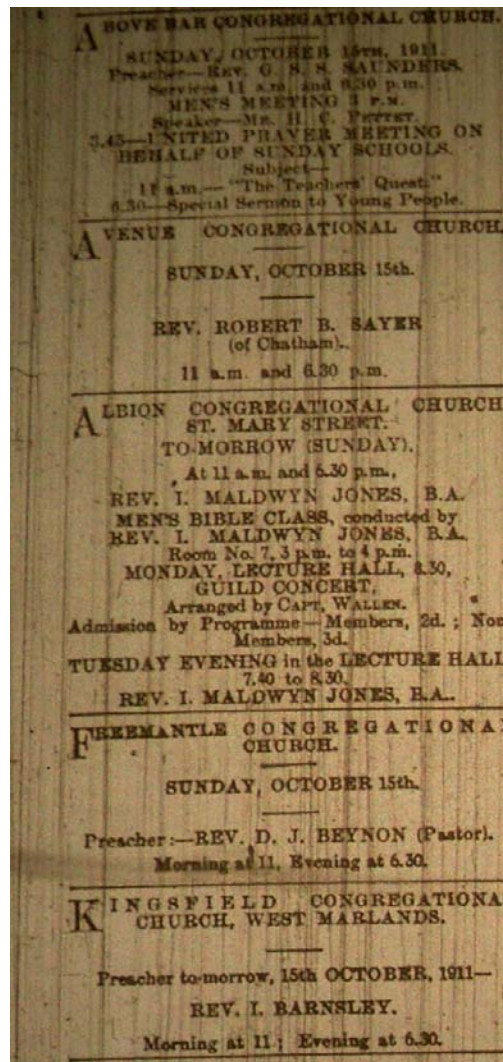 ABOVE BAR CONGREGATIONAL CHURCH.
SUNDAY, OCTOBER 15TH, 1911.
Preacher—REV. G. S. S. SAUNDERS.
Services 11 a.m. and 6.30 p.m.
MEN'S MEETING 3 P.M.
Speaker—MR. H. C. PETTET.
5.45—UNITED PRAYER MEETING ON
BEHALF OF SUNDAY SCHOOLS.
Subject—
11 a.m.—"The Teachers' Quest."
6.30—Special Sermon to Young People.
AVENUE CONGREGATIONAL CHURCH.
SUNDAY, OCTOBER 15th.
REV. ROBERT B. SAYER
(of Chatham).
11 a.m. and 6.30 p.m.
ALBION CONGREGATIONAL CHURCH
ST. MARY STREET.
TO-MORROW (SUNDAY).
At 11 a.m. and 6.30 p.m.,
REV. I. MALDWYN JONES, B.A.
MEN'S BIBLE CLASS, conducted by
REV. I. MALDWYN JONES, B.A.
Room No. 7, 3 p.m. to 4 p.m.
MONDAY, LECTURE HALL, 8.30,
GUILD CONCERT,
Arranged by CAPT. WALLEN.
Admission by Programme—Members, 2d.; Non
Members, 3d.
TUESDAY EVENING in the LECTURE HALL
7.40 to 8.30.
REV. I. MALDWYN JONES, B.A.
FREEMANTLE CONGREGATIONA
CHURCH.
SUNDAY, OCTOBER 15th.
Preacher:—REV. D. J. BEYNON (Pastor).
Morning at 11, Evening at 6.30.
KINGSFIELD CONGREGATIONA
CHURCH, WEST MARLANDS.
Preacher to-morrow, 15th OCTOBER, 1911—
REV. I. BARNSLEY.
Morning at 11; Evening at 6.30.